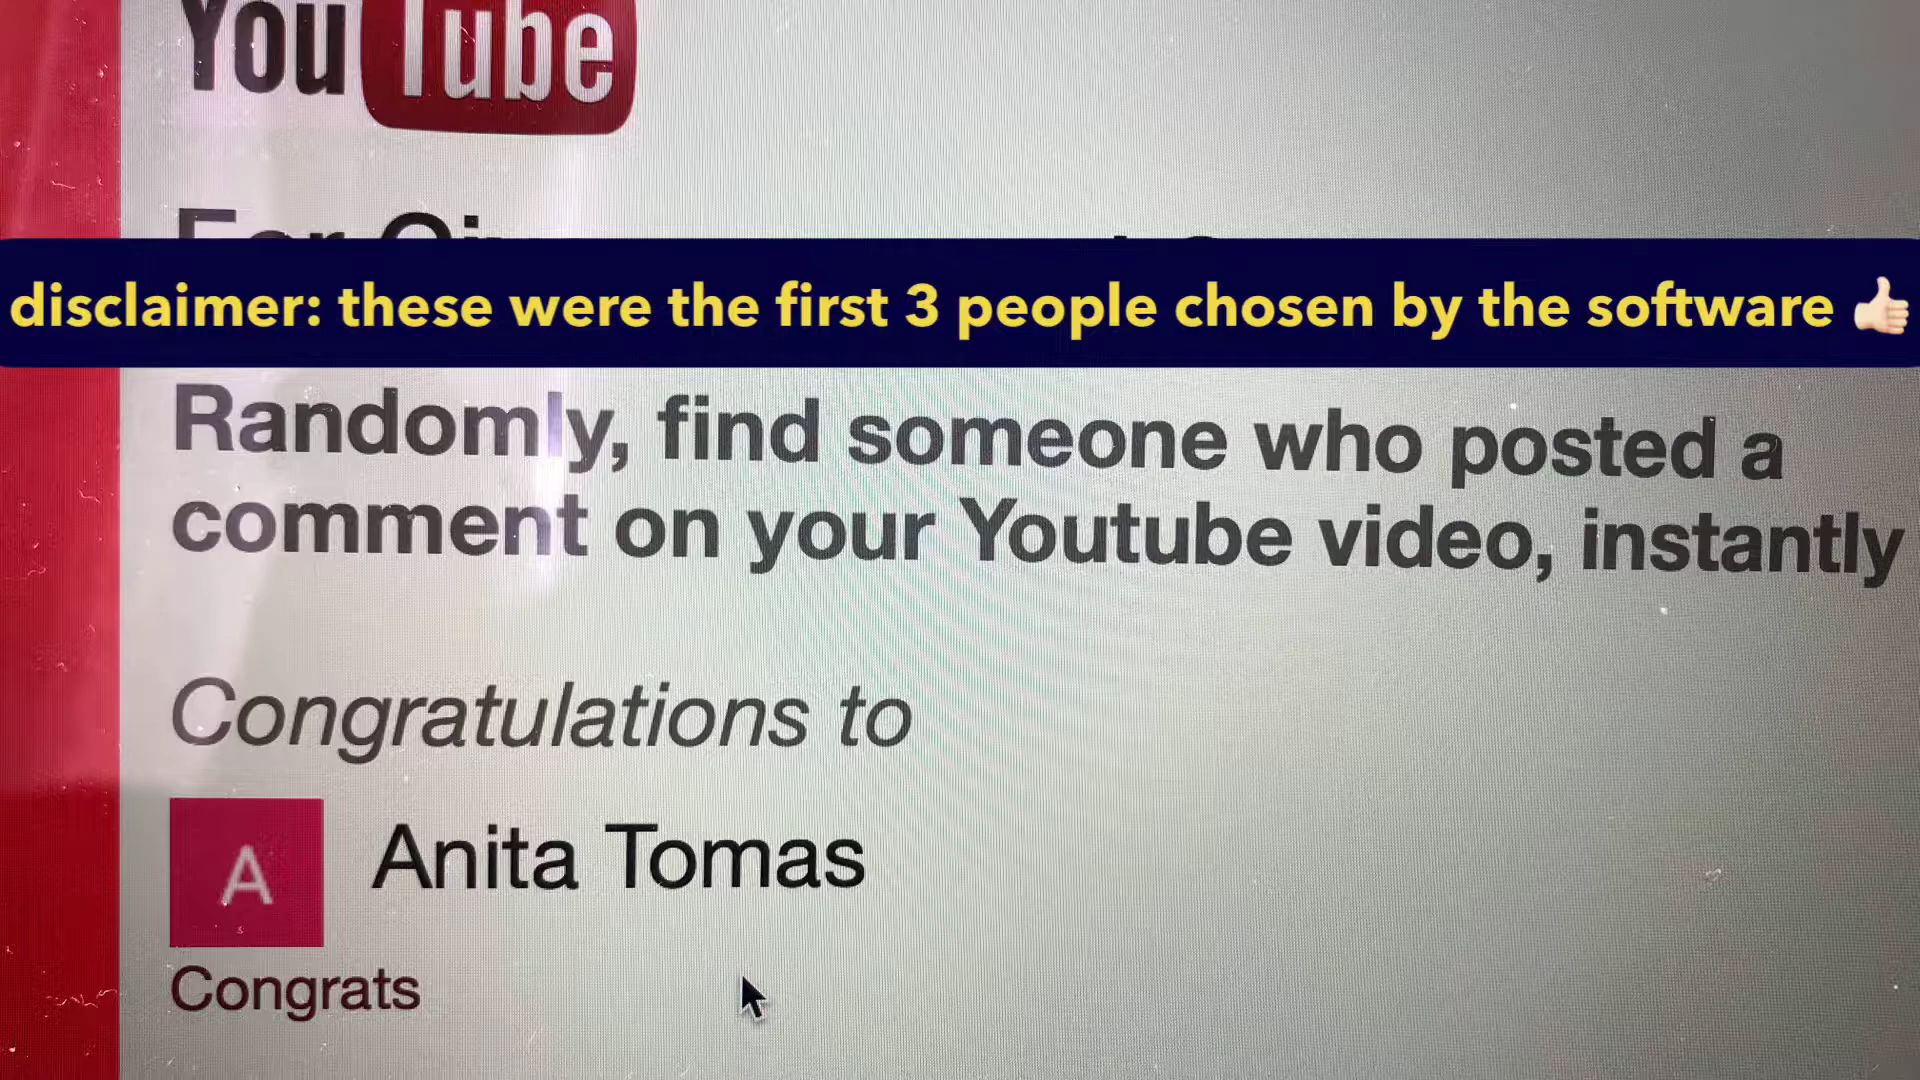 YouTube
disclaimer: these were the first 3 people chosen by the software 👍🏻
Randomly, find someone who posted a
comment on your Youtube video, instantly
Congratulations to
A
Anita Tomas
Congrats